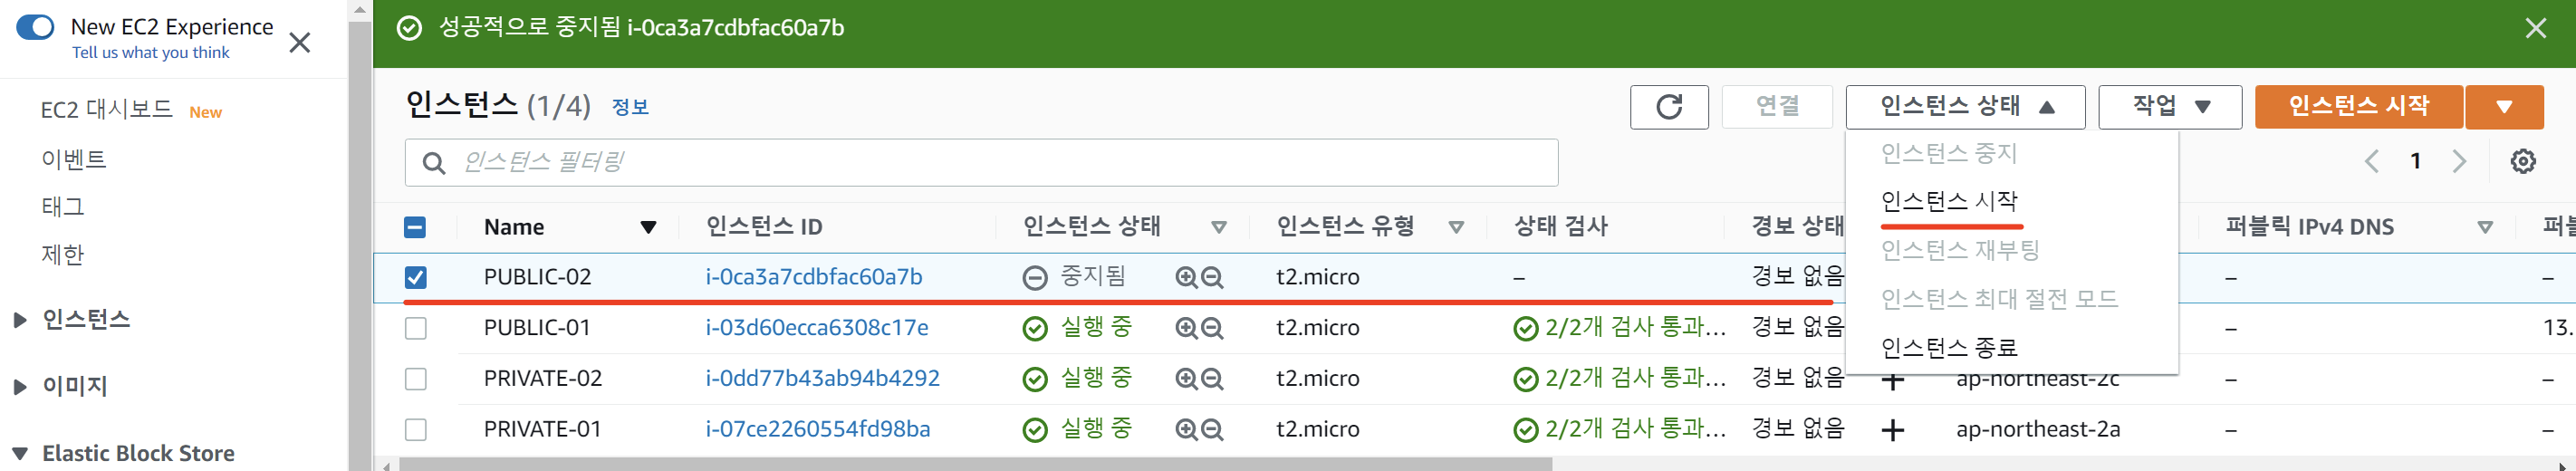 New EC2 Experience
Tell us what you think
EC2 대시보드 New
이벤트
태그
제한
인스턴스
이미지
Elastic Block Store
성공적으로 중지됨 i-0ca3a7cdbfac60a7b
인스턴스 (1/4) 정보
연결
인스턴스 상태
작업
인스턴스 시작
인스턴스 필터링
1
인스턴스 중지
인스턴스 시작
인스턴스 재부팅
인스턴스 최대 절전 모드
인스턴스 종료
Name 인스턴스 ID 인스턴스 상태 인스턴스 유형 상태 검사 경보 상태 퍼블릭 IPv4 DNS 퍼블
PUBLIC-02 i-0ca3a7cdbfac60a7b 중지됨 t2.micro – 경보 없음 – –
PUBLIC-01 i-03d60ecca6308c17e 실행 중 t2.micro 2/2개 검사 통과... 경보 없음 – 13.
PRIVATE-02 i-0dd77b43ab94b4292 실행 중 t2.micro 2/2개 검사 통과... 경보 없음 + ap-northeast-2c – –
PRIVATE-01 i-07ce2260554fd98ba 실행 중 t2.micro 2/2개 검사 통과... 경보 없음 + ap-northeast-2a – –